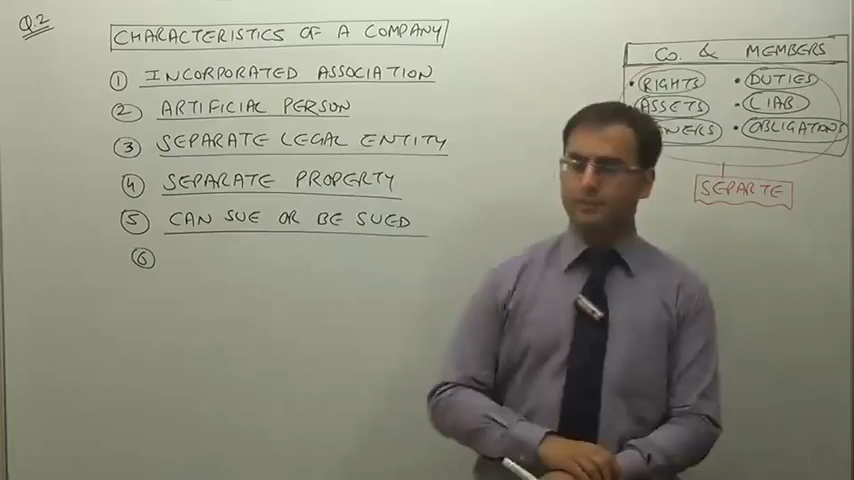 Q.2
CHARACTERISTICS OF A COMPANY
1 INCORPORATED ASSOCIATION
2 ARTIFICIAL PERSON
3 SEPARATE LEGAL ENTITY
4 SEPARATE PROPERTY
5 CAN SUE OR BE SUED
6
CO. & MEMBERS
• RIGHTS • DUTIES
ASSETS • LIAB.
• OBLIGATIONS
SEPARTE